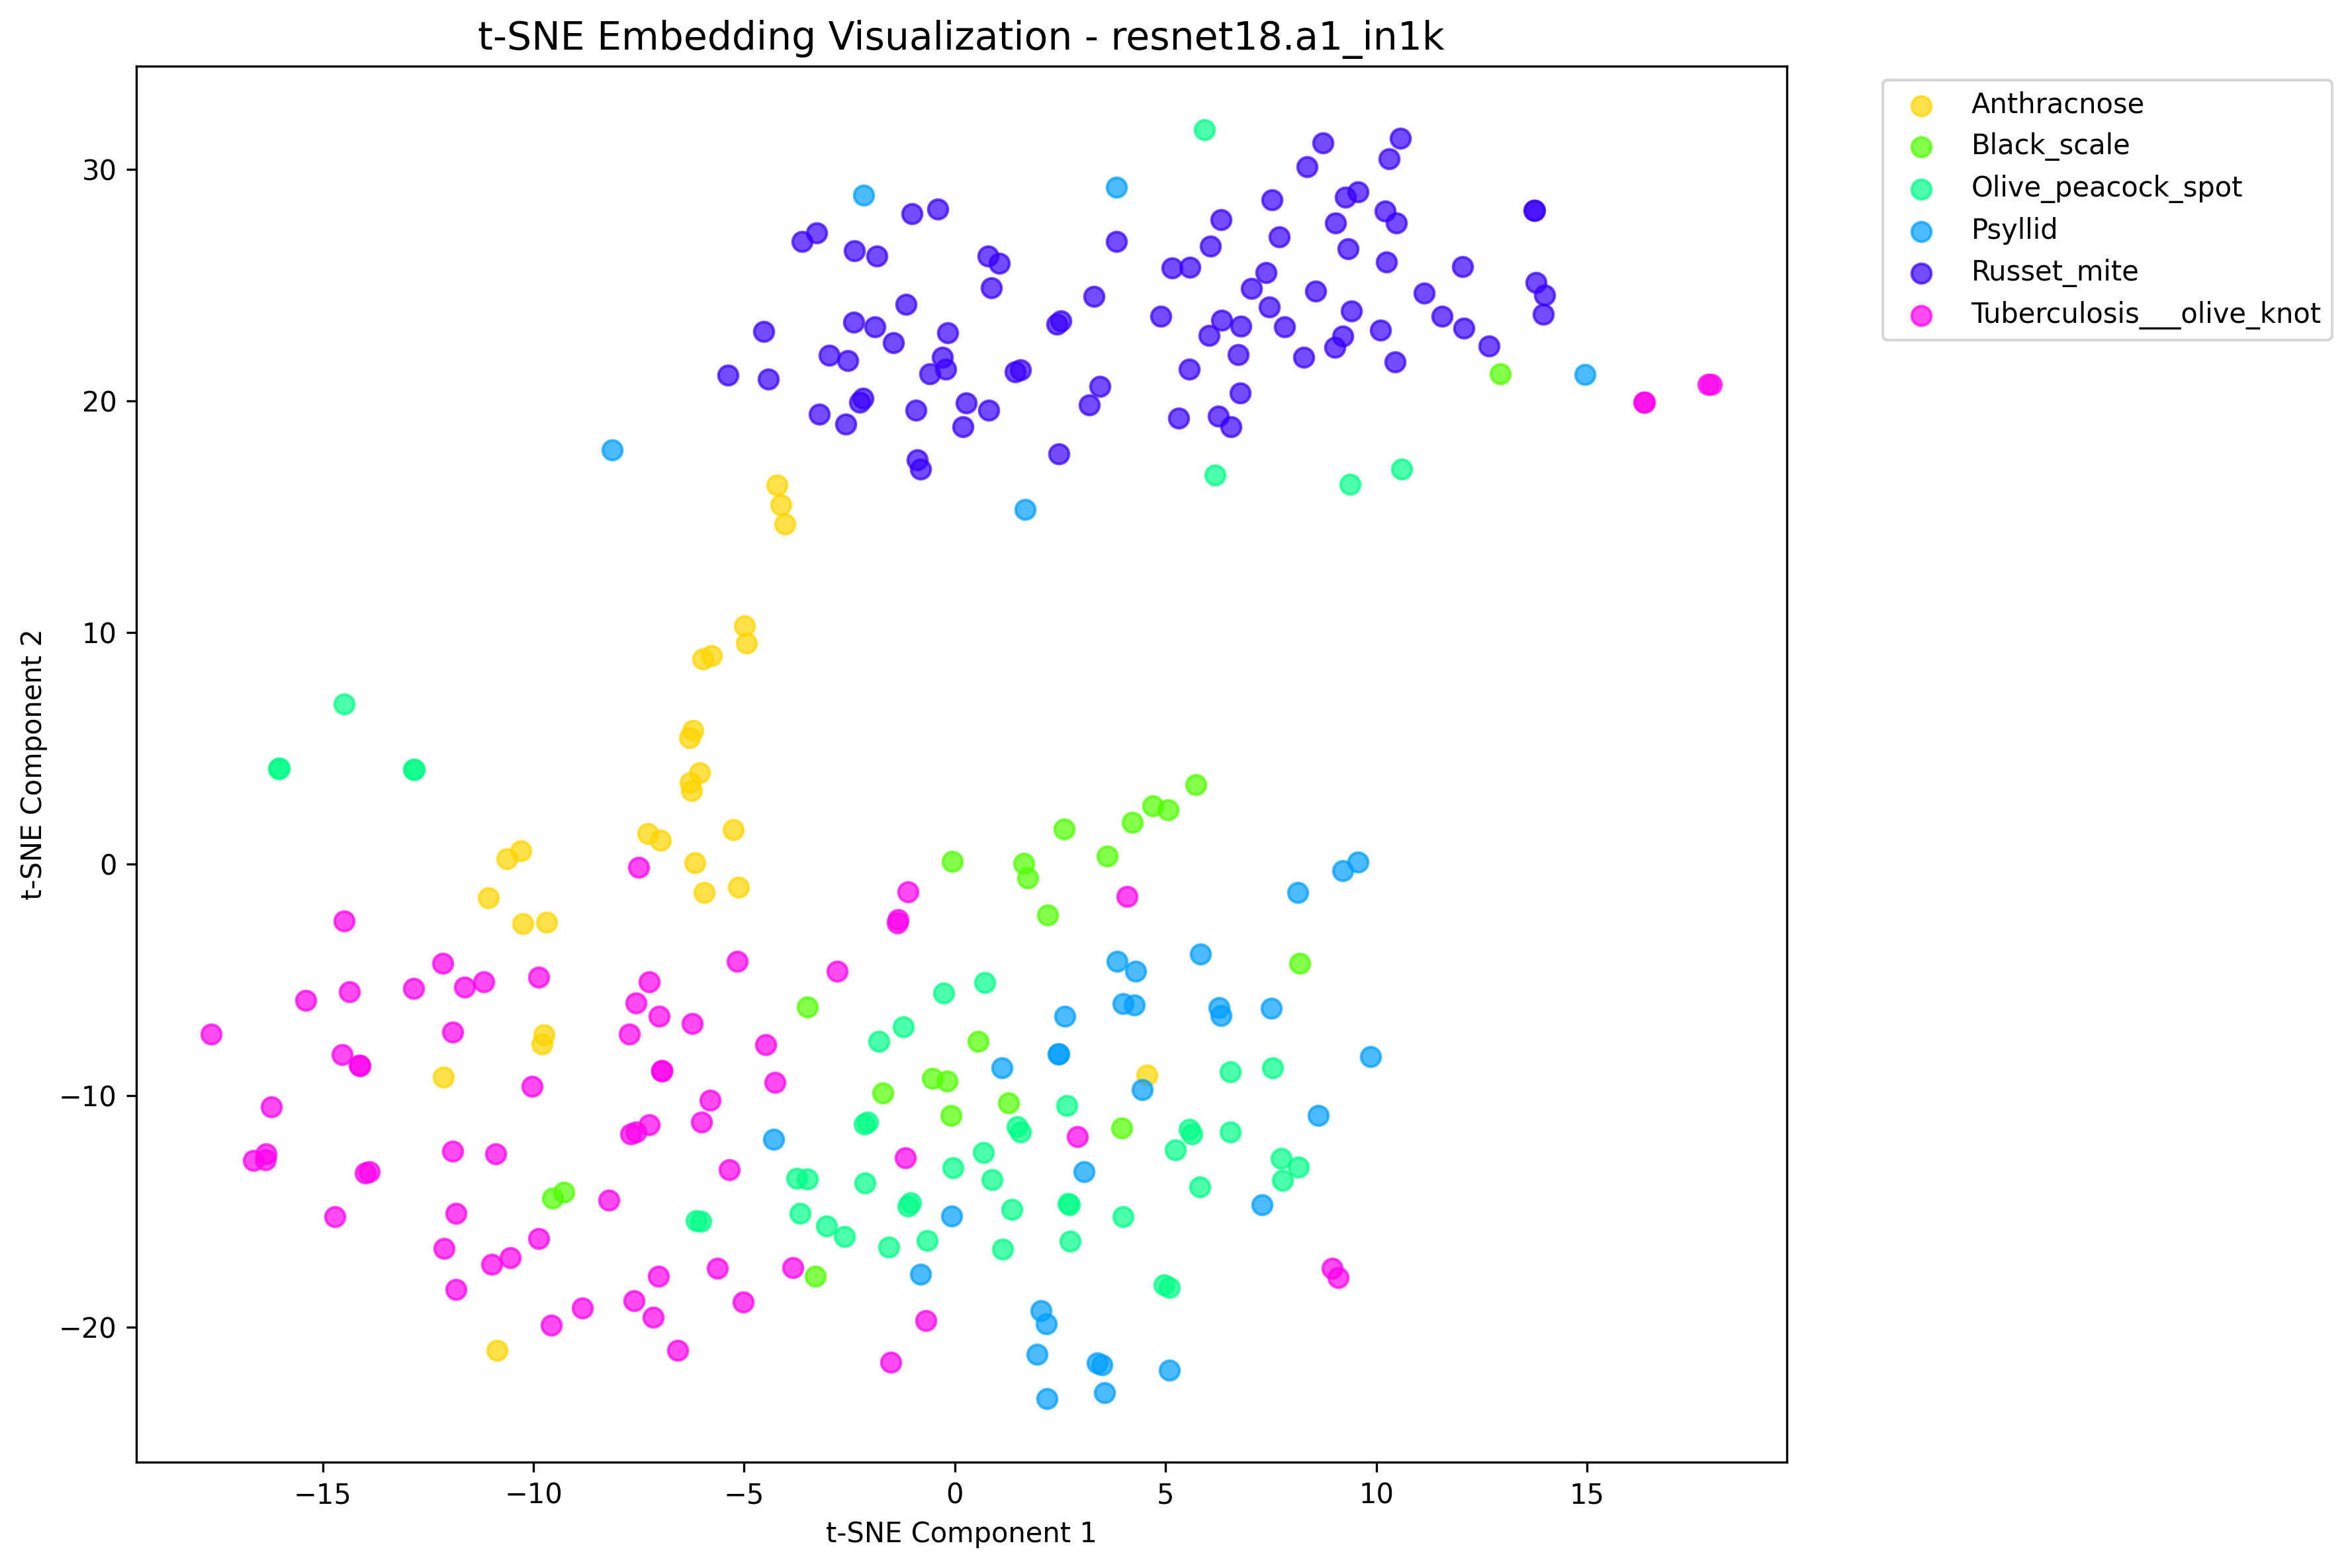 t-SNE Embedding Visualization - resnet18.a1_in1k
Anthracnose
Black_scale
Olive_peacock_spot
Psyllid
Russet_mite
Tuberculosis___olive_knot
t-SNE Component 2
30
20
10
0
−10
−20
−15
−10
−5
0
5
10
15
t-SNE Component 1